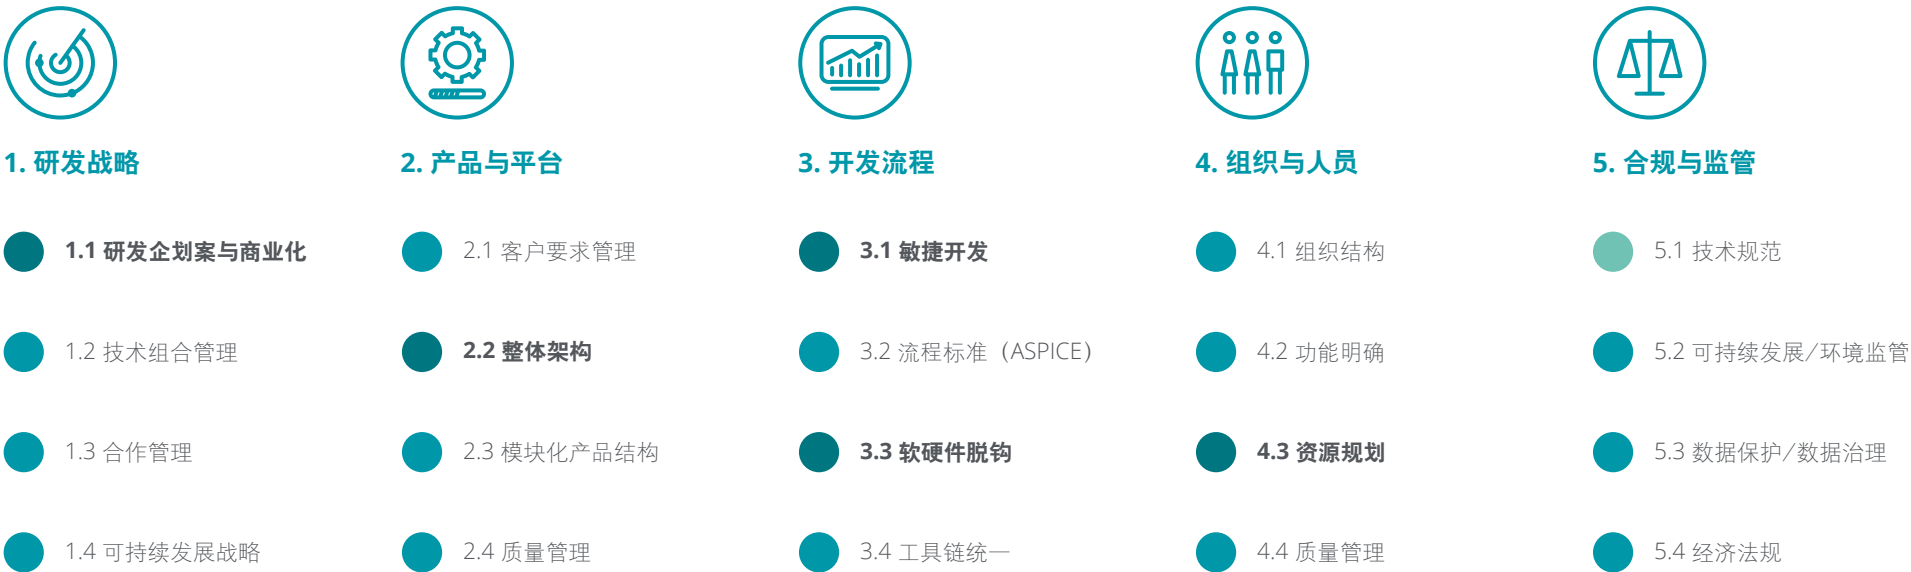 1. 研发战略
1.1 研发企划案与商业化
1.2 技术组合管理
1.3 合作管理
1.4 可持续发展战略
2. 产品与平台
2.1 客户要求管理
2.2 整体架构
2.3 模块化产品结构
2.4 质量管理
3. 开发流程
3.1 敏捷开发
3.2 流程标准（ASPICE）
3.3 软硬件脱钩
3.4 工具链统一
4. 组织与人员
4.1 组织结构
4.2 功能明确
4.3 资源规划
4.4 质量管理
5. 合规与监管
5.1 技术规范
5.2 可持续发展/环境监管
5.3 数据保护/数据治理
5.4 经济法规